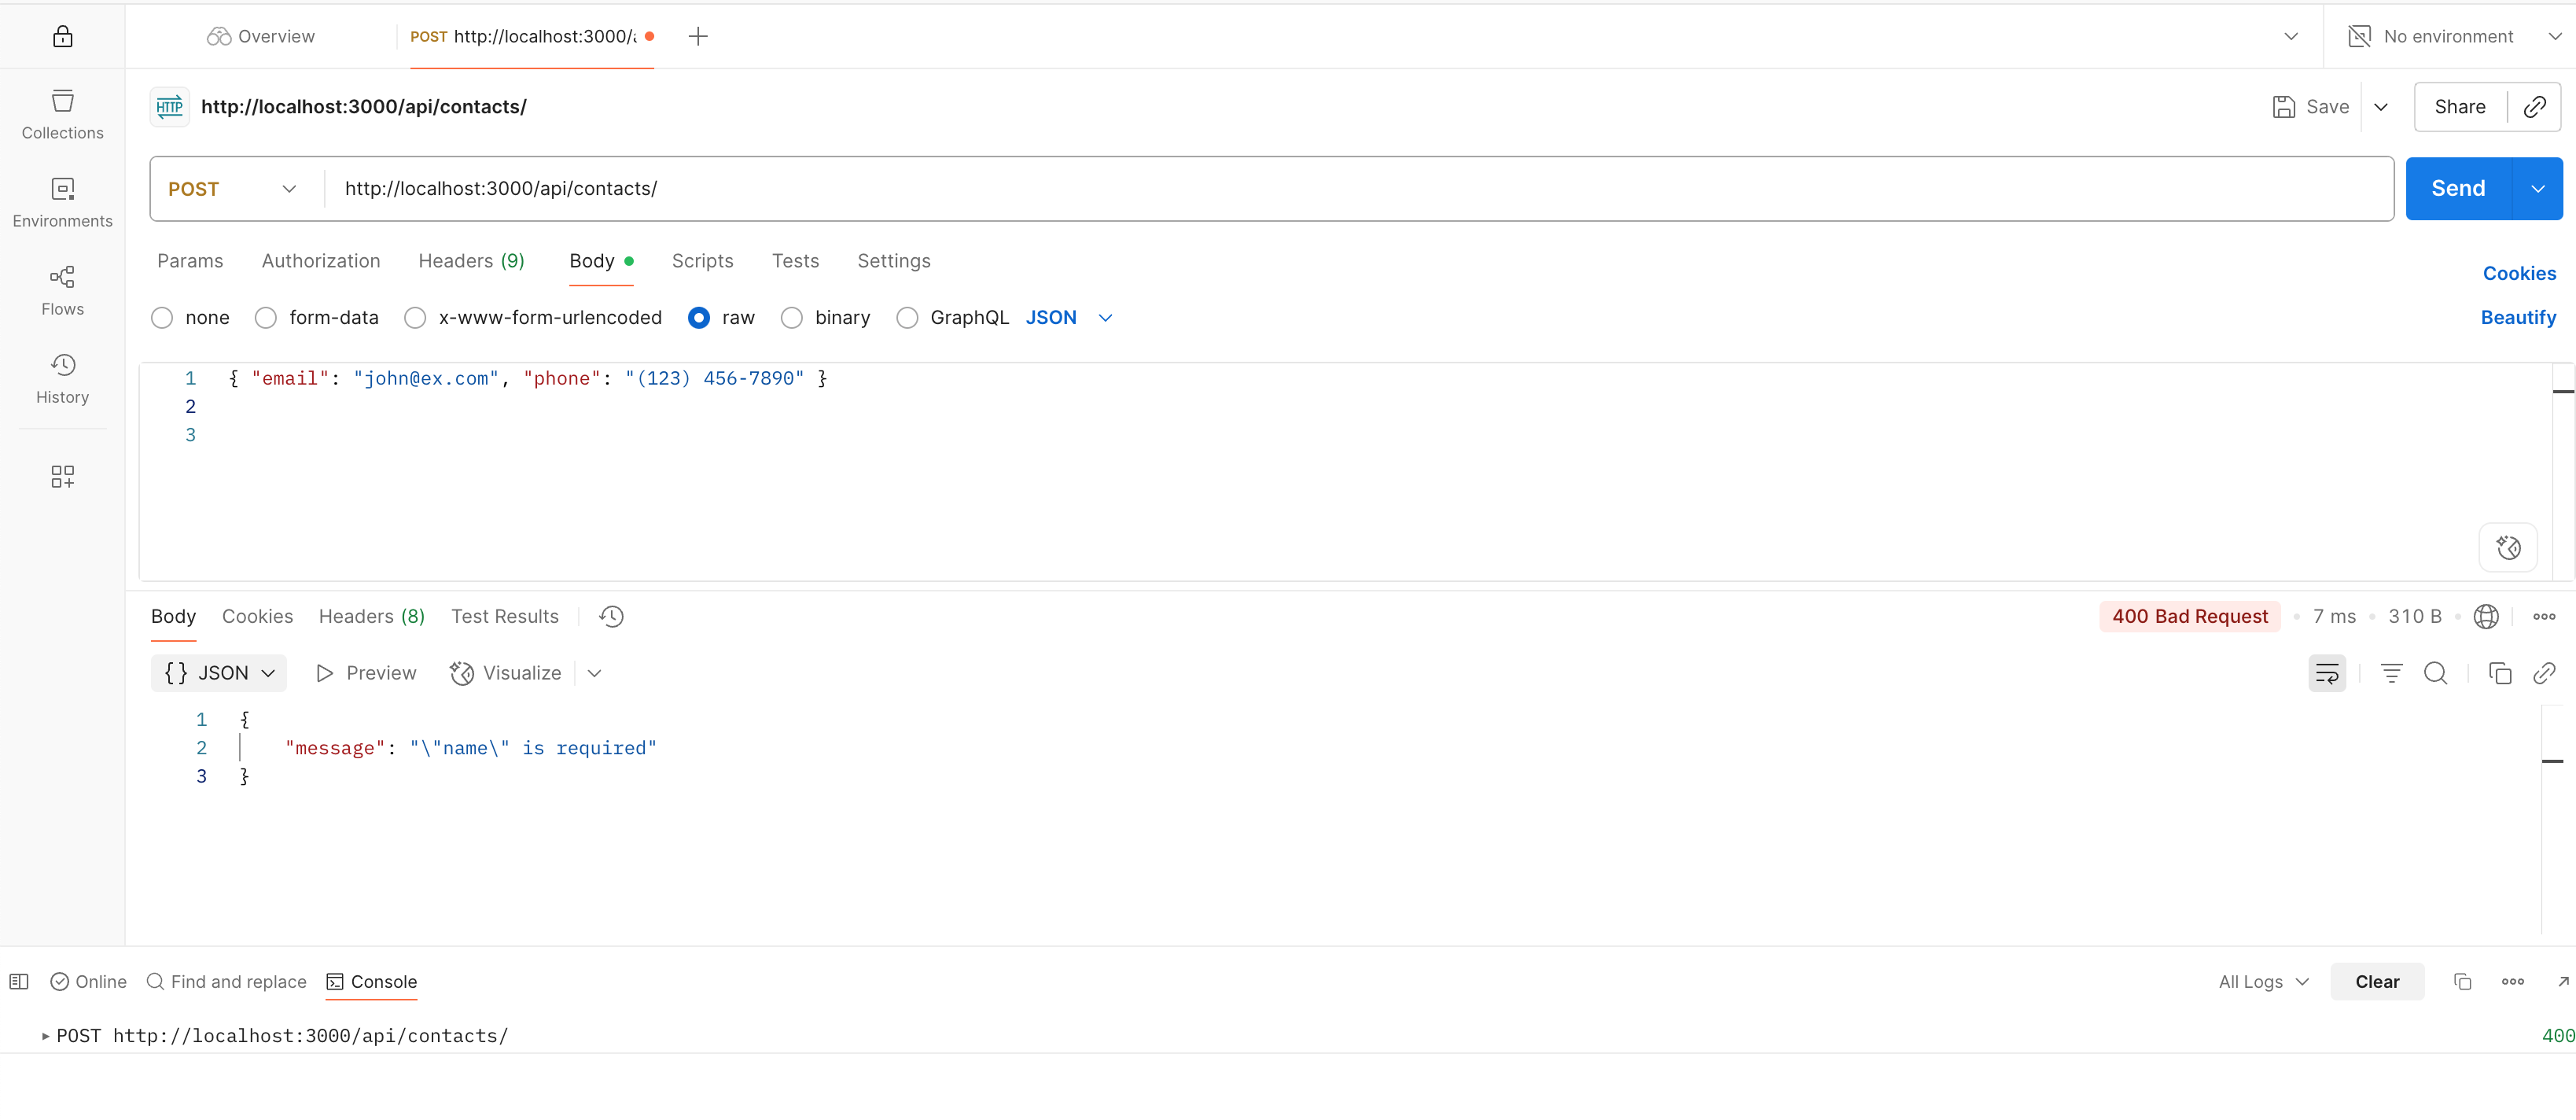 Overview
POST http://localhost:3000/a
No environment
Collections
Environments
Flows
History
HTTP http://localhost:3000/api/contacts/
Save
Share
POST http://localhost:3000/api/contacts/
Send
Params Authorization Headers (9) Body Scripts Tests Settings
Cookies
none form-data x-www-form-urlencoded raw binary GraphQL JSON
Beautify
1 { "email": "john@ex.com", "phone": "(123) 456-7890" }
2
3
Body Cookies Headers (8) Test Results
400 Bad Request • 7 ms • 310 B •
{} JSON Preview Visualize
1 {
2 "message": "\"name\" is required"
3 }
Online Find and replace Console
All Logs Clear
POST http://localhost:3000/api/contacts/
400